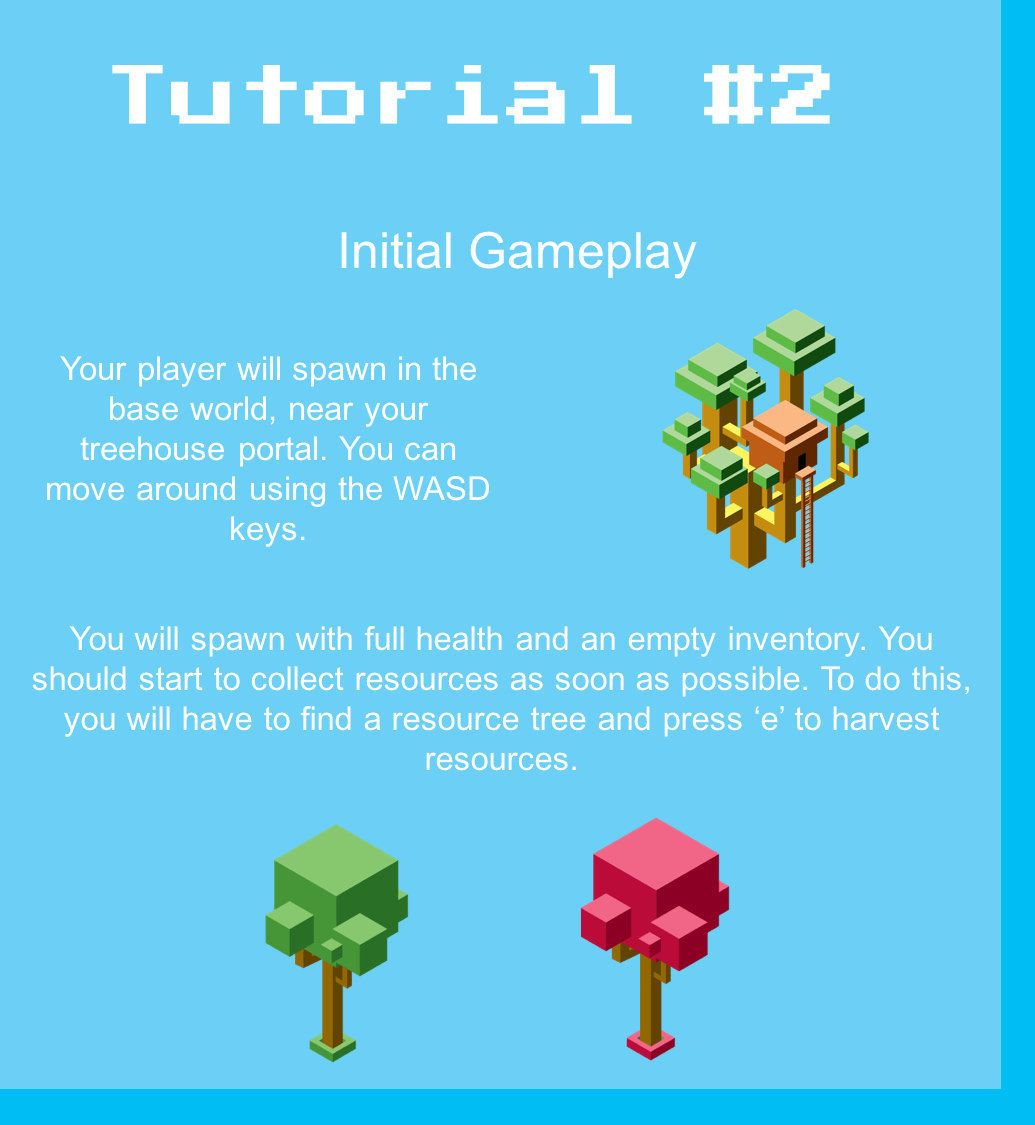 Tutorial #2
Initial Gameplay
Your player will spawn in the
base world, near your
treehouse portal. You can
move around using the WASD
keys.
You will spawn with full health and an empty inventory. You
should start to collect resources as soon as possible. To do this,
you will have to find a resource tree and press ‘e’ to harvest
resources.